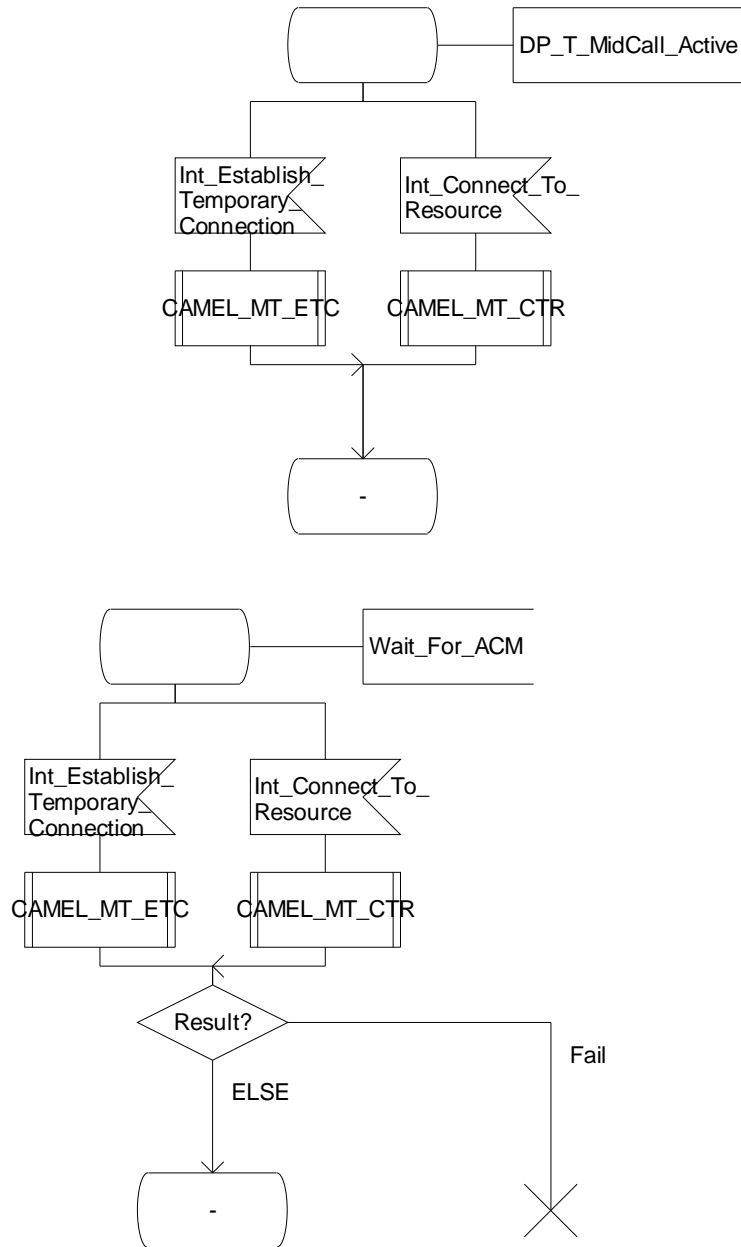 DP_T_MidCall_Active
Int_Establish_
Temporary_
Connection
Int_Connect_To_
Resource
CAMEL_MT_ETC
CAMEL_MT_CTR
-
Wait_For_ACM
Int_Establish_
Temporary_
Connection
Int_Connect_To_
Resource
CAMEL_MT_ETC
CAMEL_MT_CTR
Result?
Fail
ELSE
-